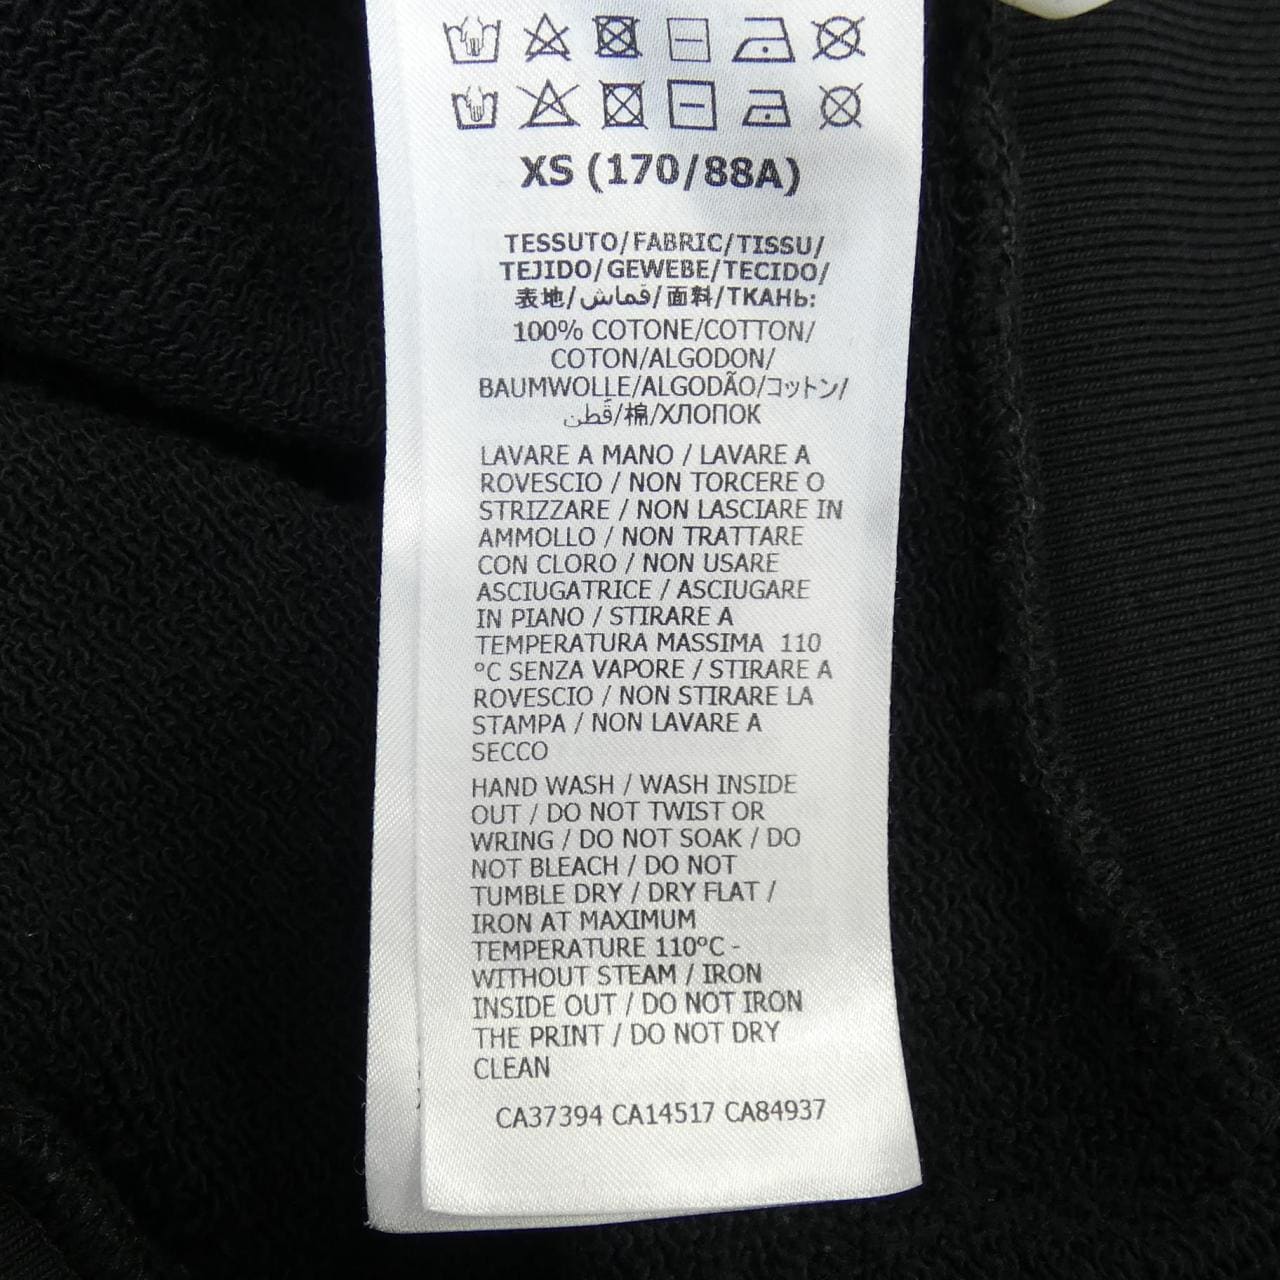 XS (170/88A)
TESSUTO/FABRIC/TISSU/
TEJIDO/GEWEBE/TECIDO/
表地/قماش/面料/ТКАНЬ:
100% COTONE/COTTON/
COTON/ALGODON/
BAUMWOLLE/ALGODÃO/コットン/
قُطن/棉/ХЛОПОК
LAVARE A MANO / LAVARE A
ROVESCIO / NON TORCERE O
STRIZZARE / NON LASCIARE IN
AMMOLLO / NON TRATTARE
CON CLORO / NON USARE
ASCIUGATRICE / ASCIUGARE
IN PIANO / STIRARE A
TEMPERATURA MASSIMA 110
°C SENZA VAPORE / STIRARE A
ROVESCIO / NON STIRARE LA
STAMPA / NON LAVARE A
SECCO
HAND WASH / WASH INSIDE
OUT / DO NOT TWIST OR
WRING / DO NOT SOAK / DO
NOT BLEACH / DO NOT
TUMBLE DRY / DRY FLAT /
IRON AT MAXIMUM
TEMPERATURE 110°C -
WITHOUT STEAM / IRON
INSIDE OUT / DO NOT IRON
THE PRINT / DO NOT DRY
CLEAN
CA37394 CA14517 CA84937